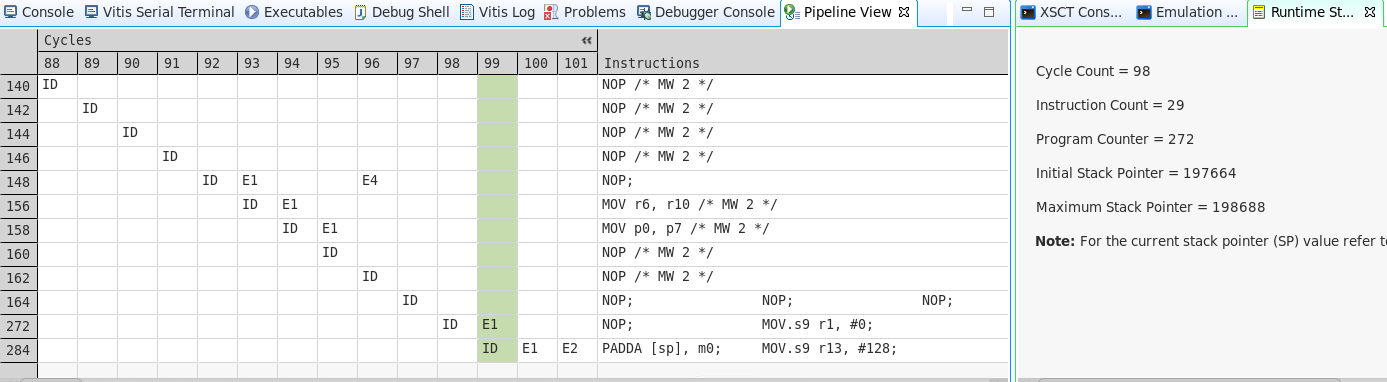 Console Vitis Serial Terminal Executables Debug Shell Vitis Log Problems Debugger Console Pipeline View
Cycles «
88 89 90 91 92 93 94 95 96 97 98 99 100 101 Instructions
140 ID NOP /* MW 2 */
142 ID NOP /* MW 2 */
144 ID NOP /* MW 2 */
146 ID NOP /* MW 2 */
148 ID E1 E4 NOP;
156 ID E1 MOV r6, r10 /* MW 2 */
158 ID E1 MOV p0, p7 /* MW 2 */
160 ID NOP /* MW 2 */
162 ID NOP /* MW 2 */
164 ID NOP; NOP; NOP;
272 ID E1 NOP; MOV.s9 r1, #0;
284 ID E1 E2 PADDA [sp], m0; MOV.s9 r13, #128;
XSCT Cons... Emulation ... Runtime St...
Cycle Count = 98
Instruction Count = 29
Program Counter = 272
Initial Stack Pointer = 197664
Maximum Stack Pointer = 198688
Note: For the current stack pointer (SP) value refer to